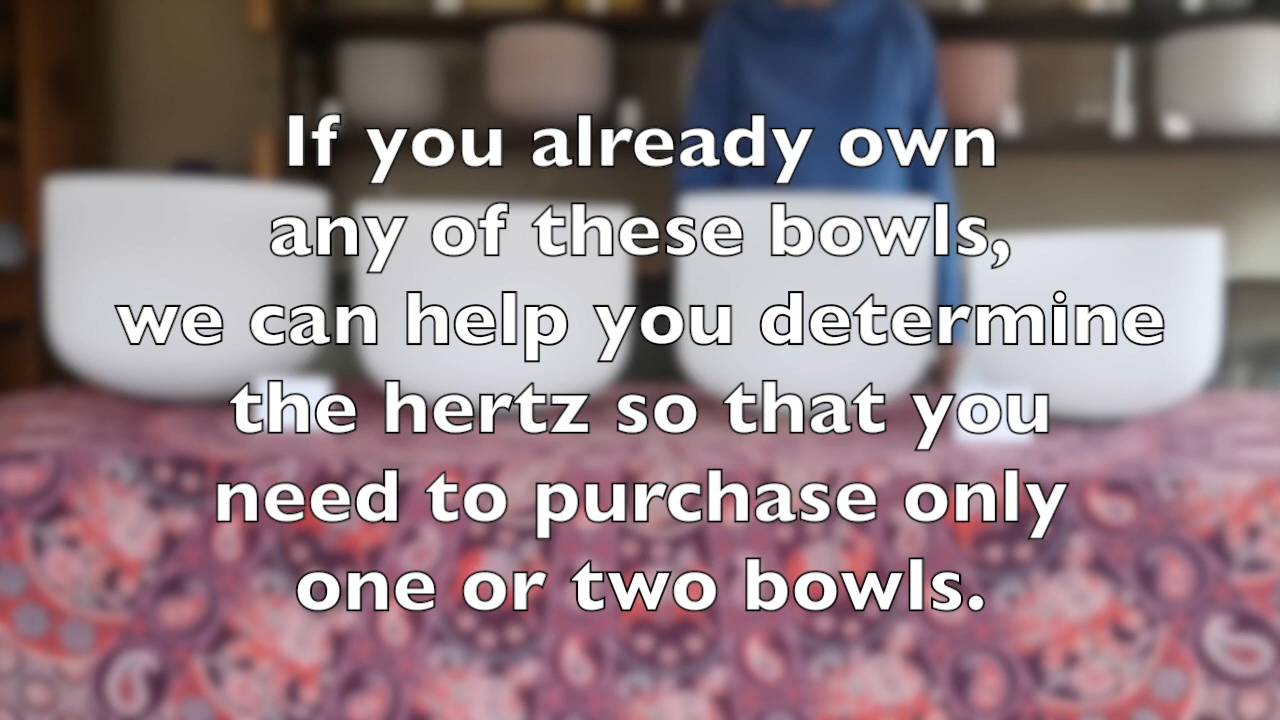 If you already own
any of these bowls,
we can help you determine
the hertz so that you
need to purchase only
one or two bowls.